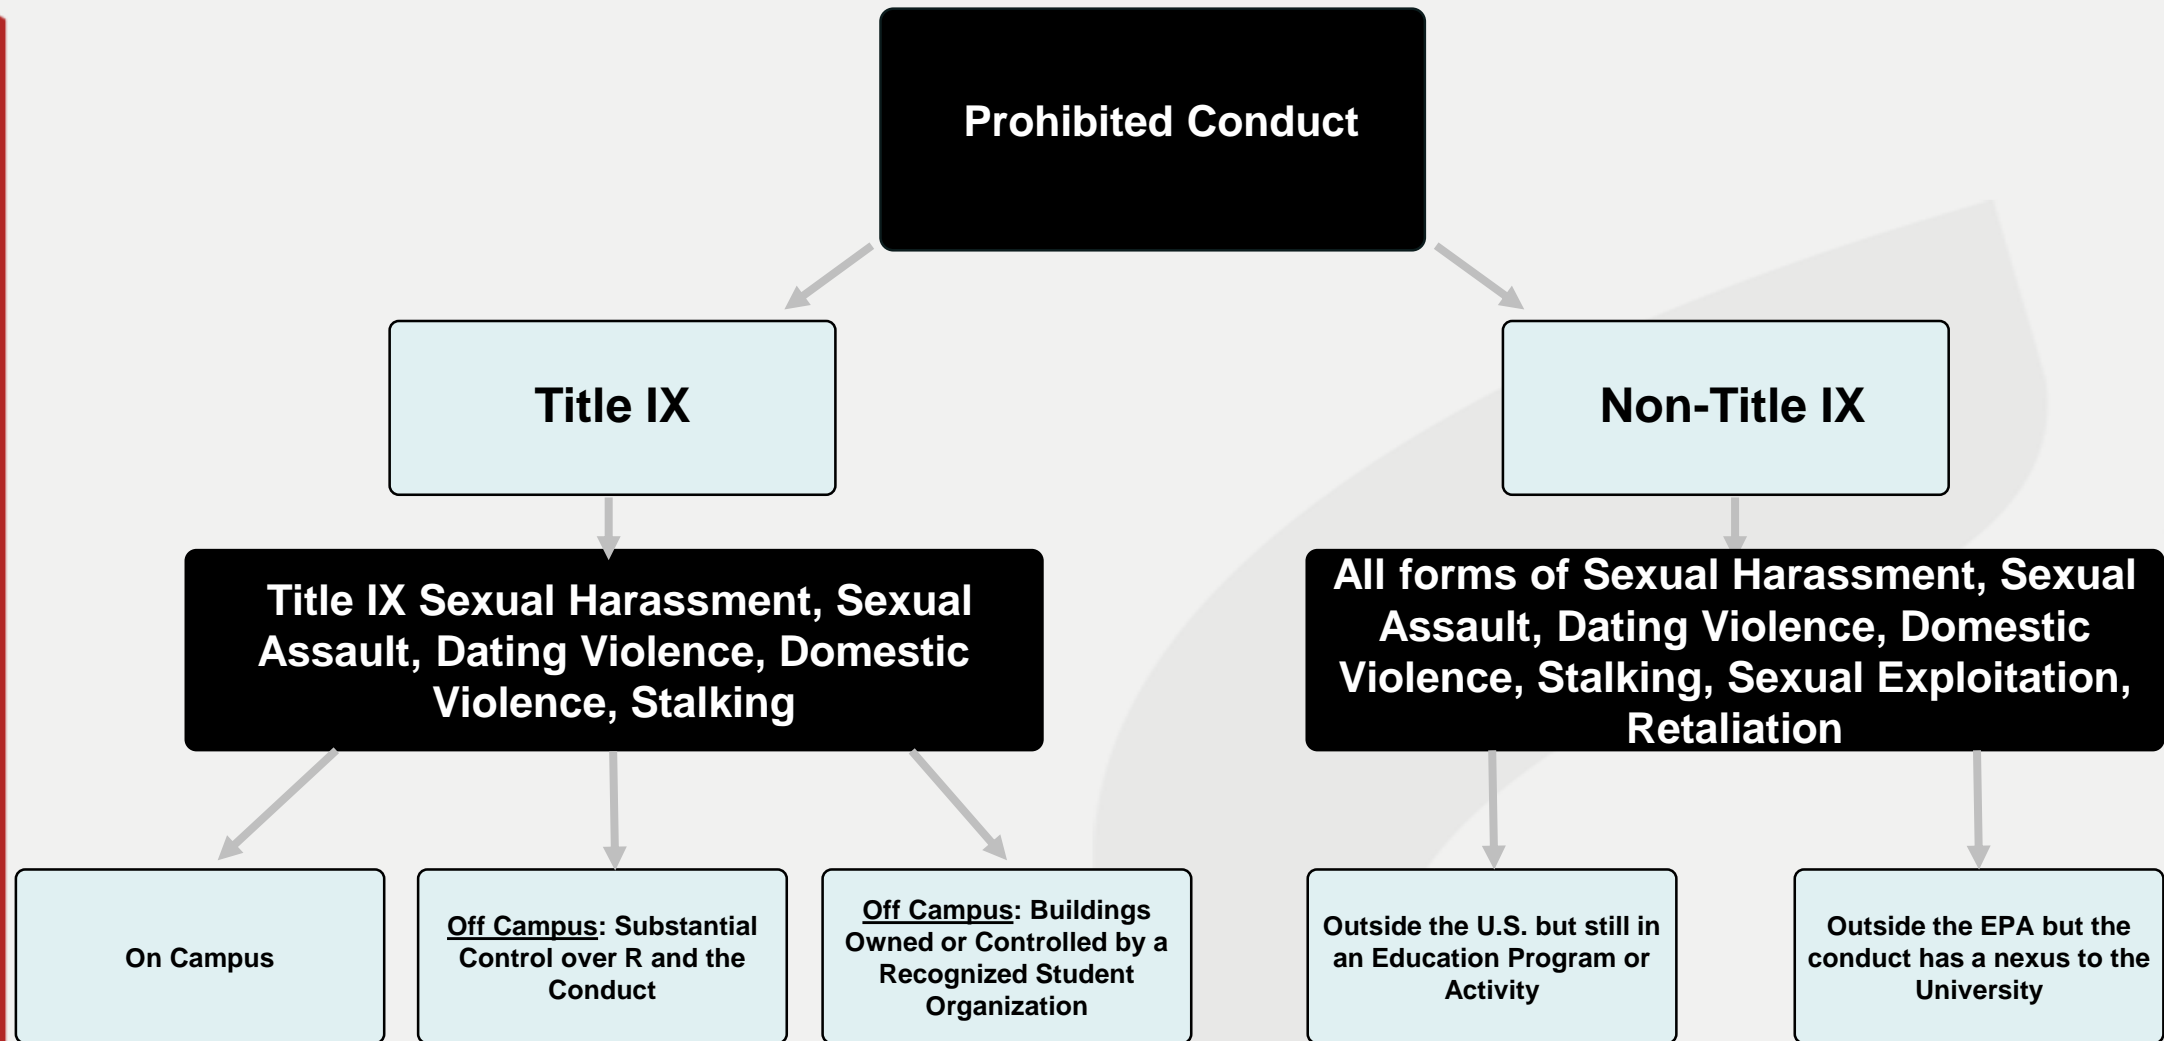 Prohibited Conduct
Title IX
Non-Title IX
Title IX Sexual Harassment, Sexual
Assault, Dating Violence, Domestic
Violence, Stalking
All forms of Sexual Harassment, Sexual
Assault, Dating Violence, Domestic
Violence, Stalking, Sexual Exploitation,
Retaliation
On Campus
Off Campus: Substantial
Control over R and the
Conduct
Off Campus: Buildings
Owned or Controlled by a
Recognized Student
Organization
Outside the U.S. but still in
an Education Program or
Activity
Outside the EPA but the
conduct has a nexus to the
University